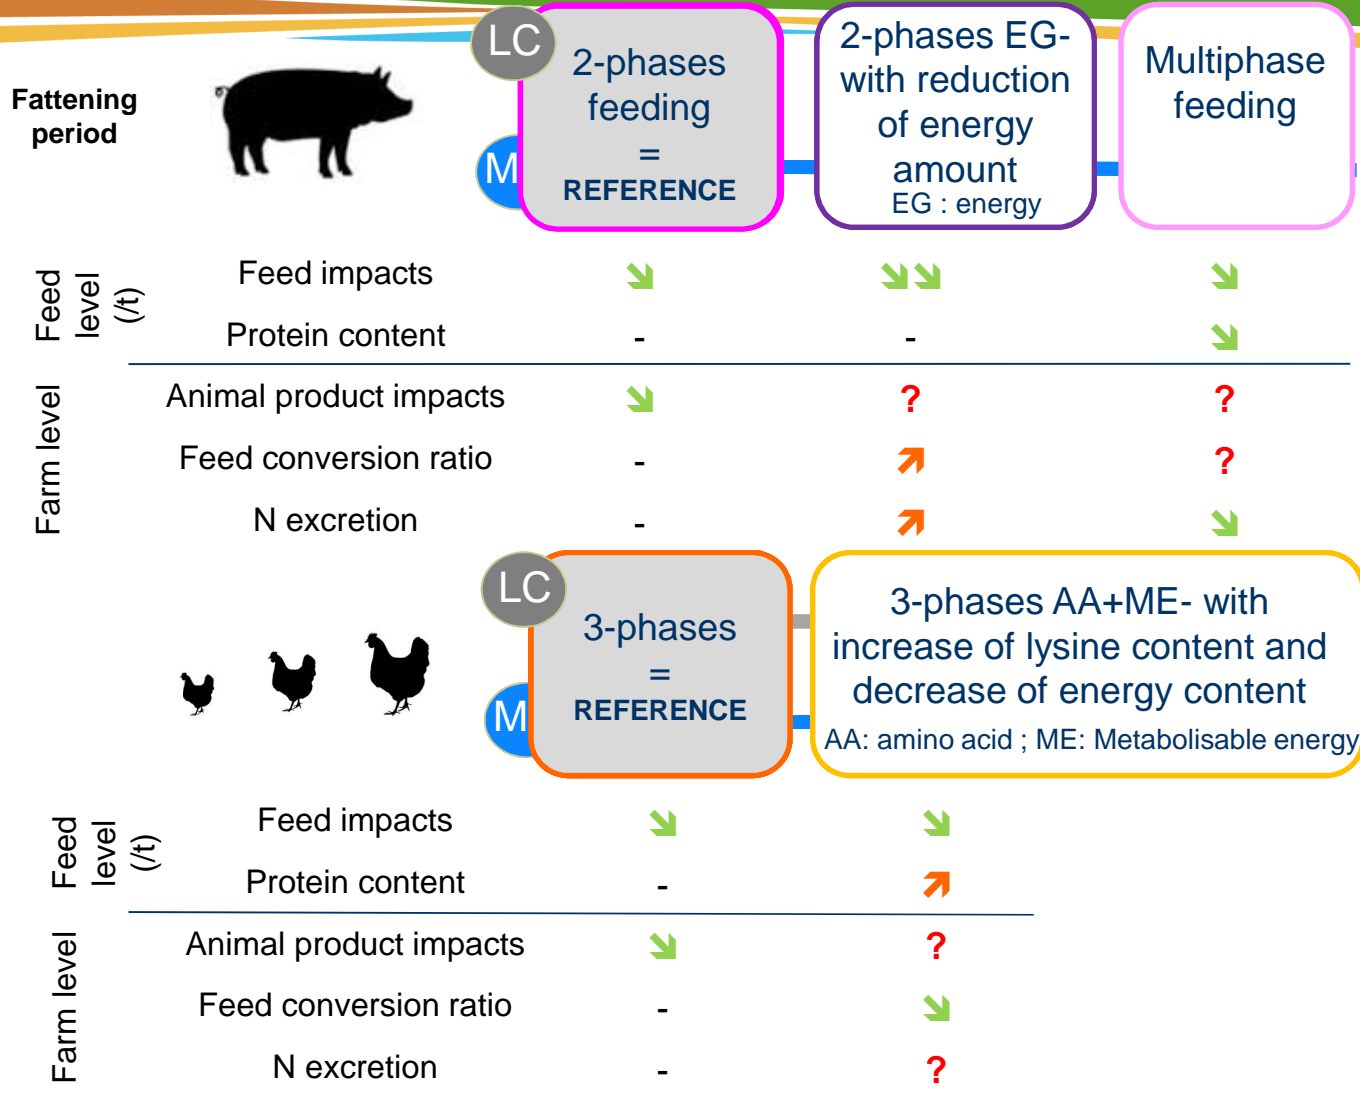 Fattening
period
LC
M
2-phases
feeding
=
REFERENCE
2-phases EG-
with reduction
of energy
amount
EG : energy
Multiphase
feeding
Feed
level
(/t)
Feed impacts
Protein content - -
Farm level
Animal product impacts ? ?
Feed conversion ratio - ?
N excretion -
LC
M
3-phases
=
REFERENCE
3-phases AA+ME- with
increase of lysine content and
decrease of energy content
AA: amino acid ; ME: Metabolisable energy
Feed
level
(/t)
Feed impacts
Protein content -
Farm level
Animal product impacts ?
Feed conversion ratio -
N excretion - ?